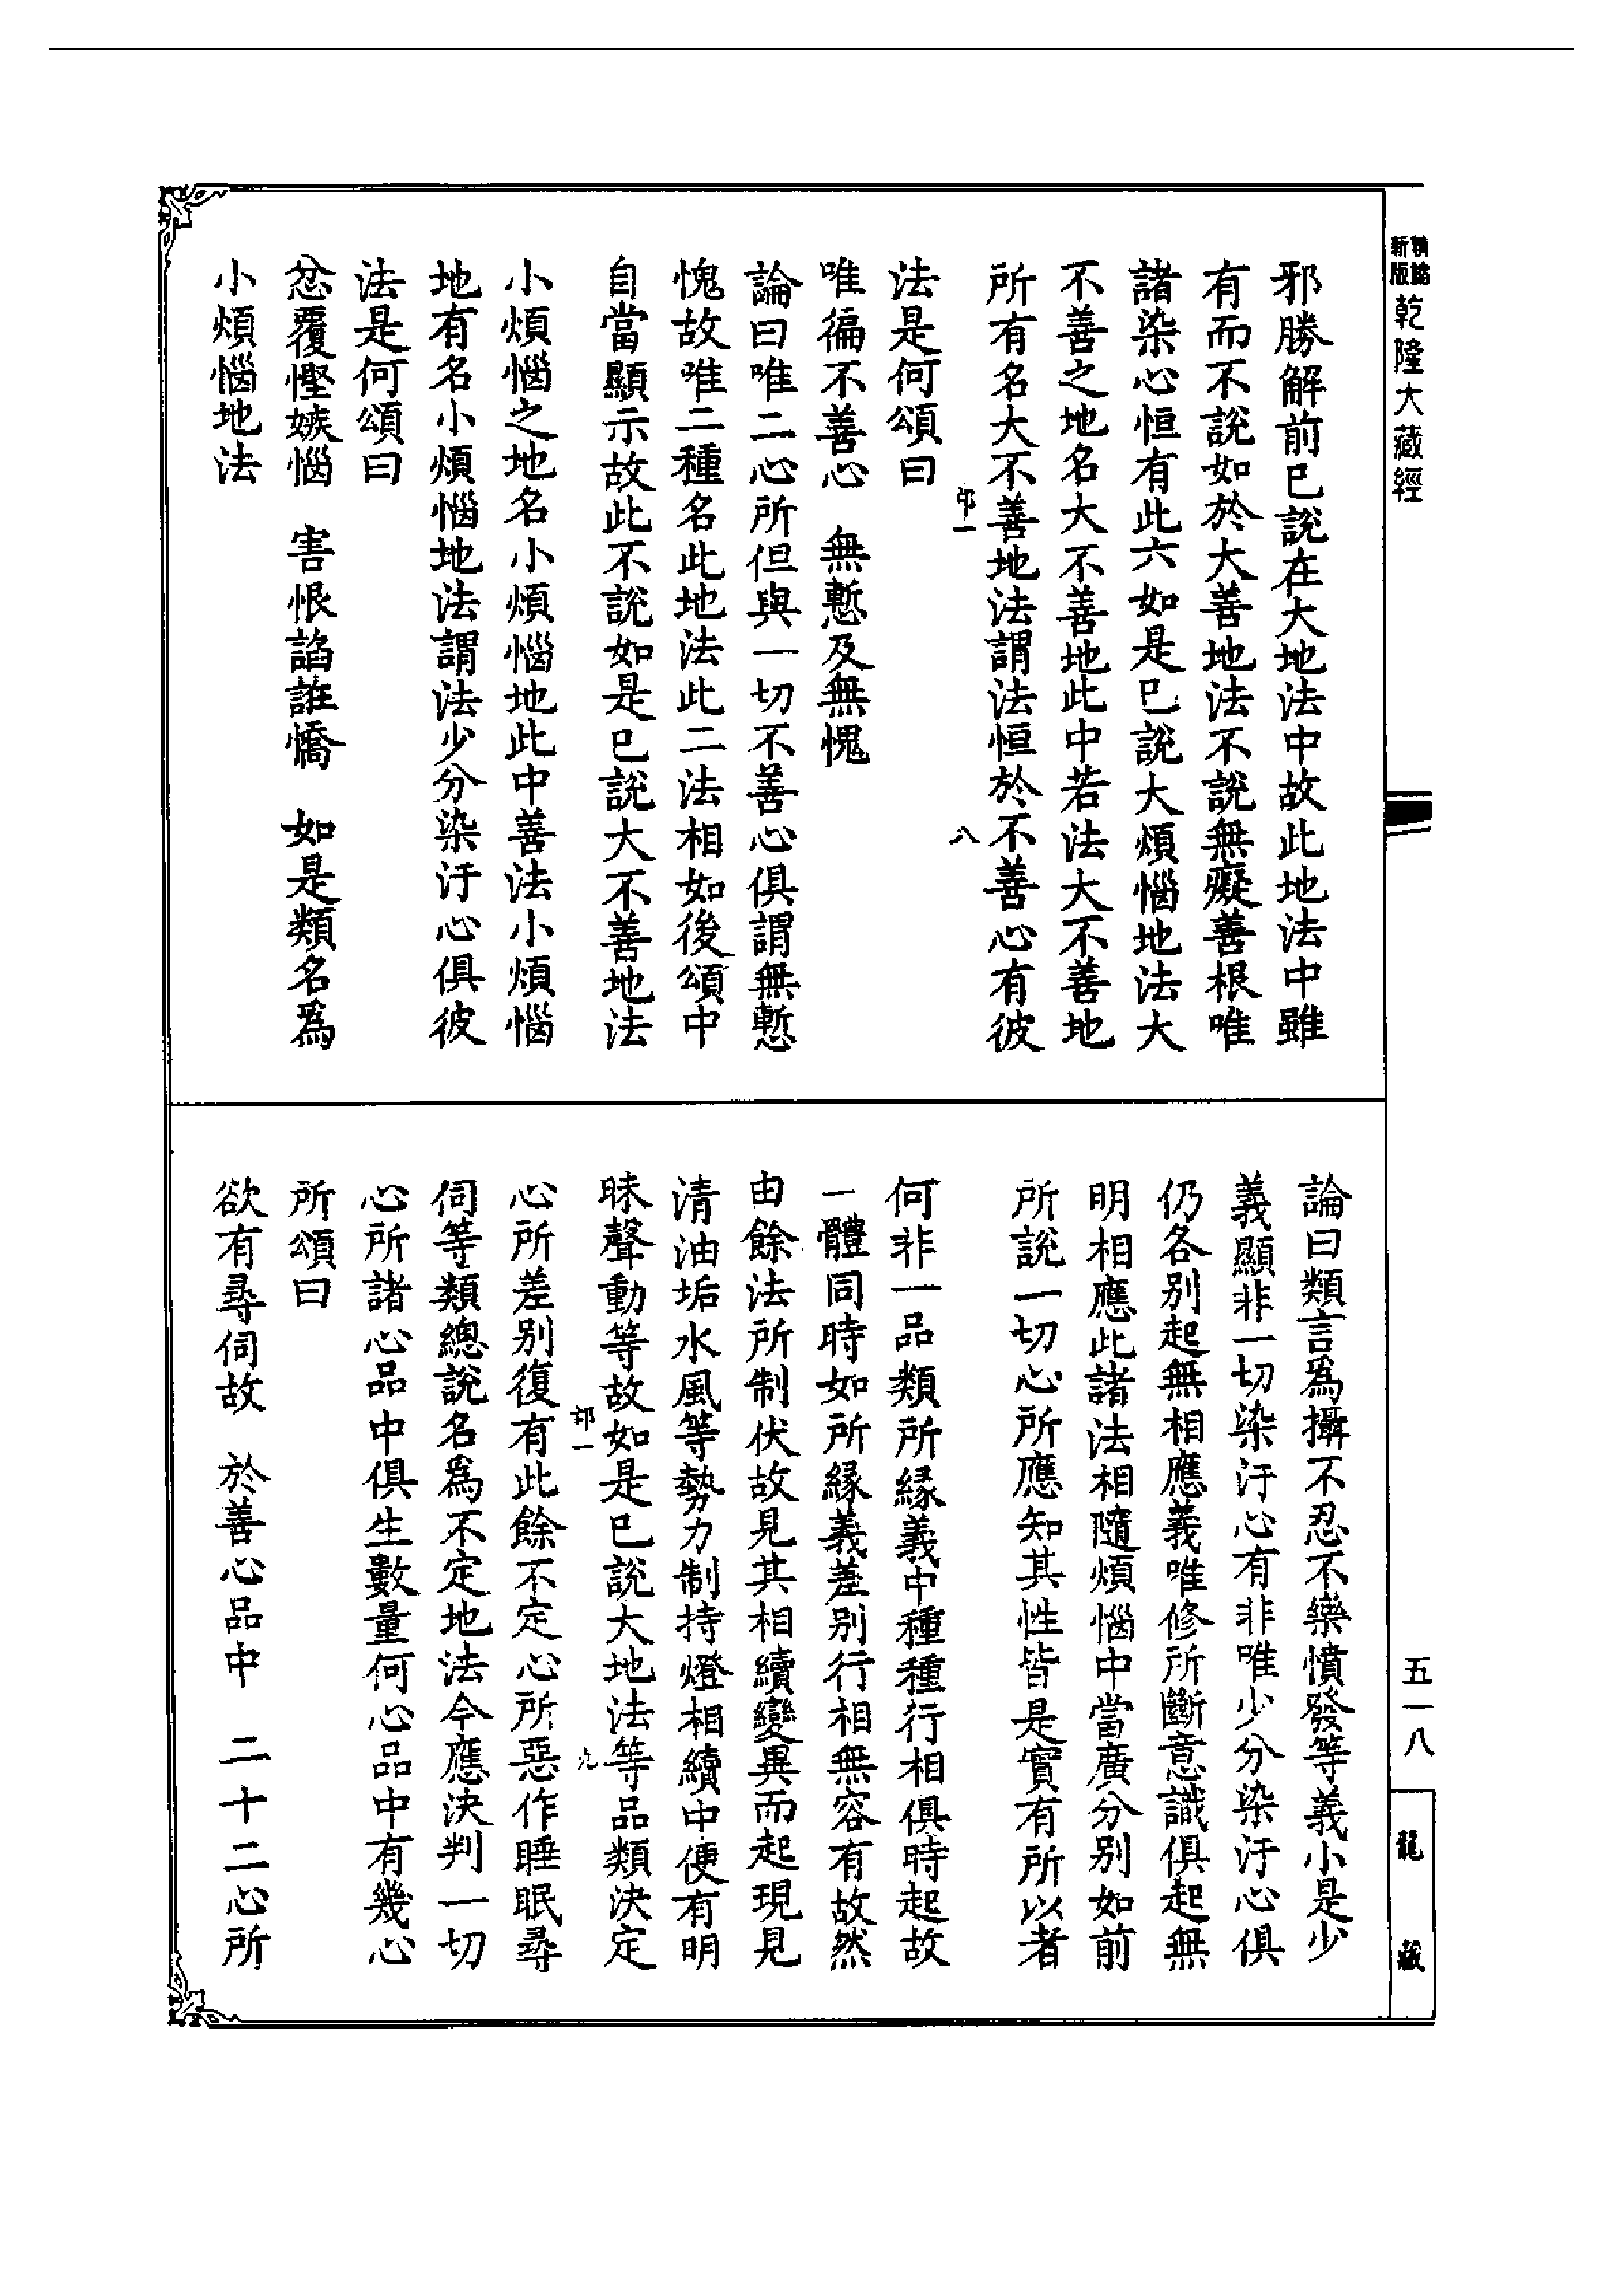 新版
精編
乾隆大藏經
五一八
龍藏
邪勝解前已說在大地法中故此地法中雖
有而不說如於大善地法不說無癡善根唯
諸染心恒有此六如是已說大煩惱地法大
不善之地名大不善地此中若法大不善地
所有名大不善地法謂法恒於不善心有彼
八
法是何頌曰
唯徧不善心　無慙及無愧
論曰唯二心所但與一切不善心俱謂無慙
愧故唯二種名此地法此二法相如後頌中
自當顯示故此不說如是已說大不善地法
小煩惱之地名小煩惱地此中善法小煩惱
地有名小煩惱地法謂法少分染汙心俱彼
法是何頌曰
忿覆慳嫉惱　害恨諂誑憍　如是類名爲
小煩惱地法
論曰類言爲攝不忍不樂憤發等義小是少
義顯非一切染汙心有非唯少分染汙心俱
仍各別起無相應義唯修所斷意識俱起無
明相應此諸法相隨煩惱中當廣分別如前
所說一切心所應知其性皆是實有所以者
何非一品類所緣義中種種行相俱時起故
一體同時如所緣義差別行相無容有故然
由餘法所制伏故見其相續變異而起現見
清油垢水風等勢力制持燈相續中便有明
昧聲動等故如是已說大地法等品類決定
九
心所差別復有此餘不定心所惡作睡眠尋
伺等類總說名爲不定地法今應決判一切
心所諸心品中俱生數量何心品中有幾心
所頌曰
欲有尋伺故　於善心品中　二十二心所